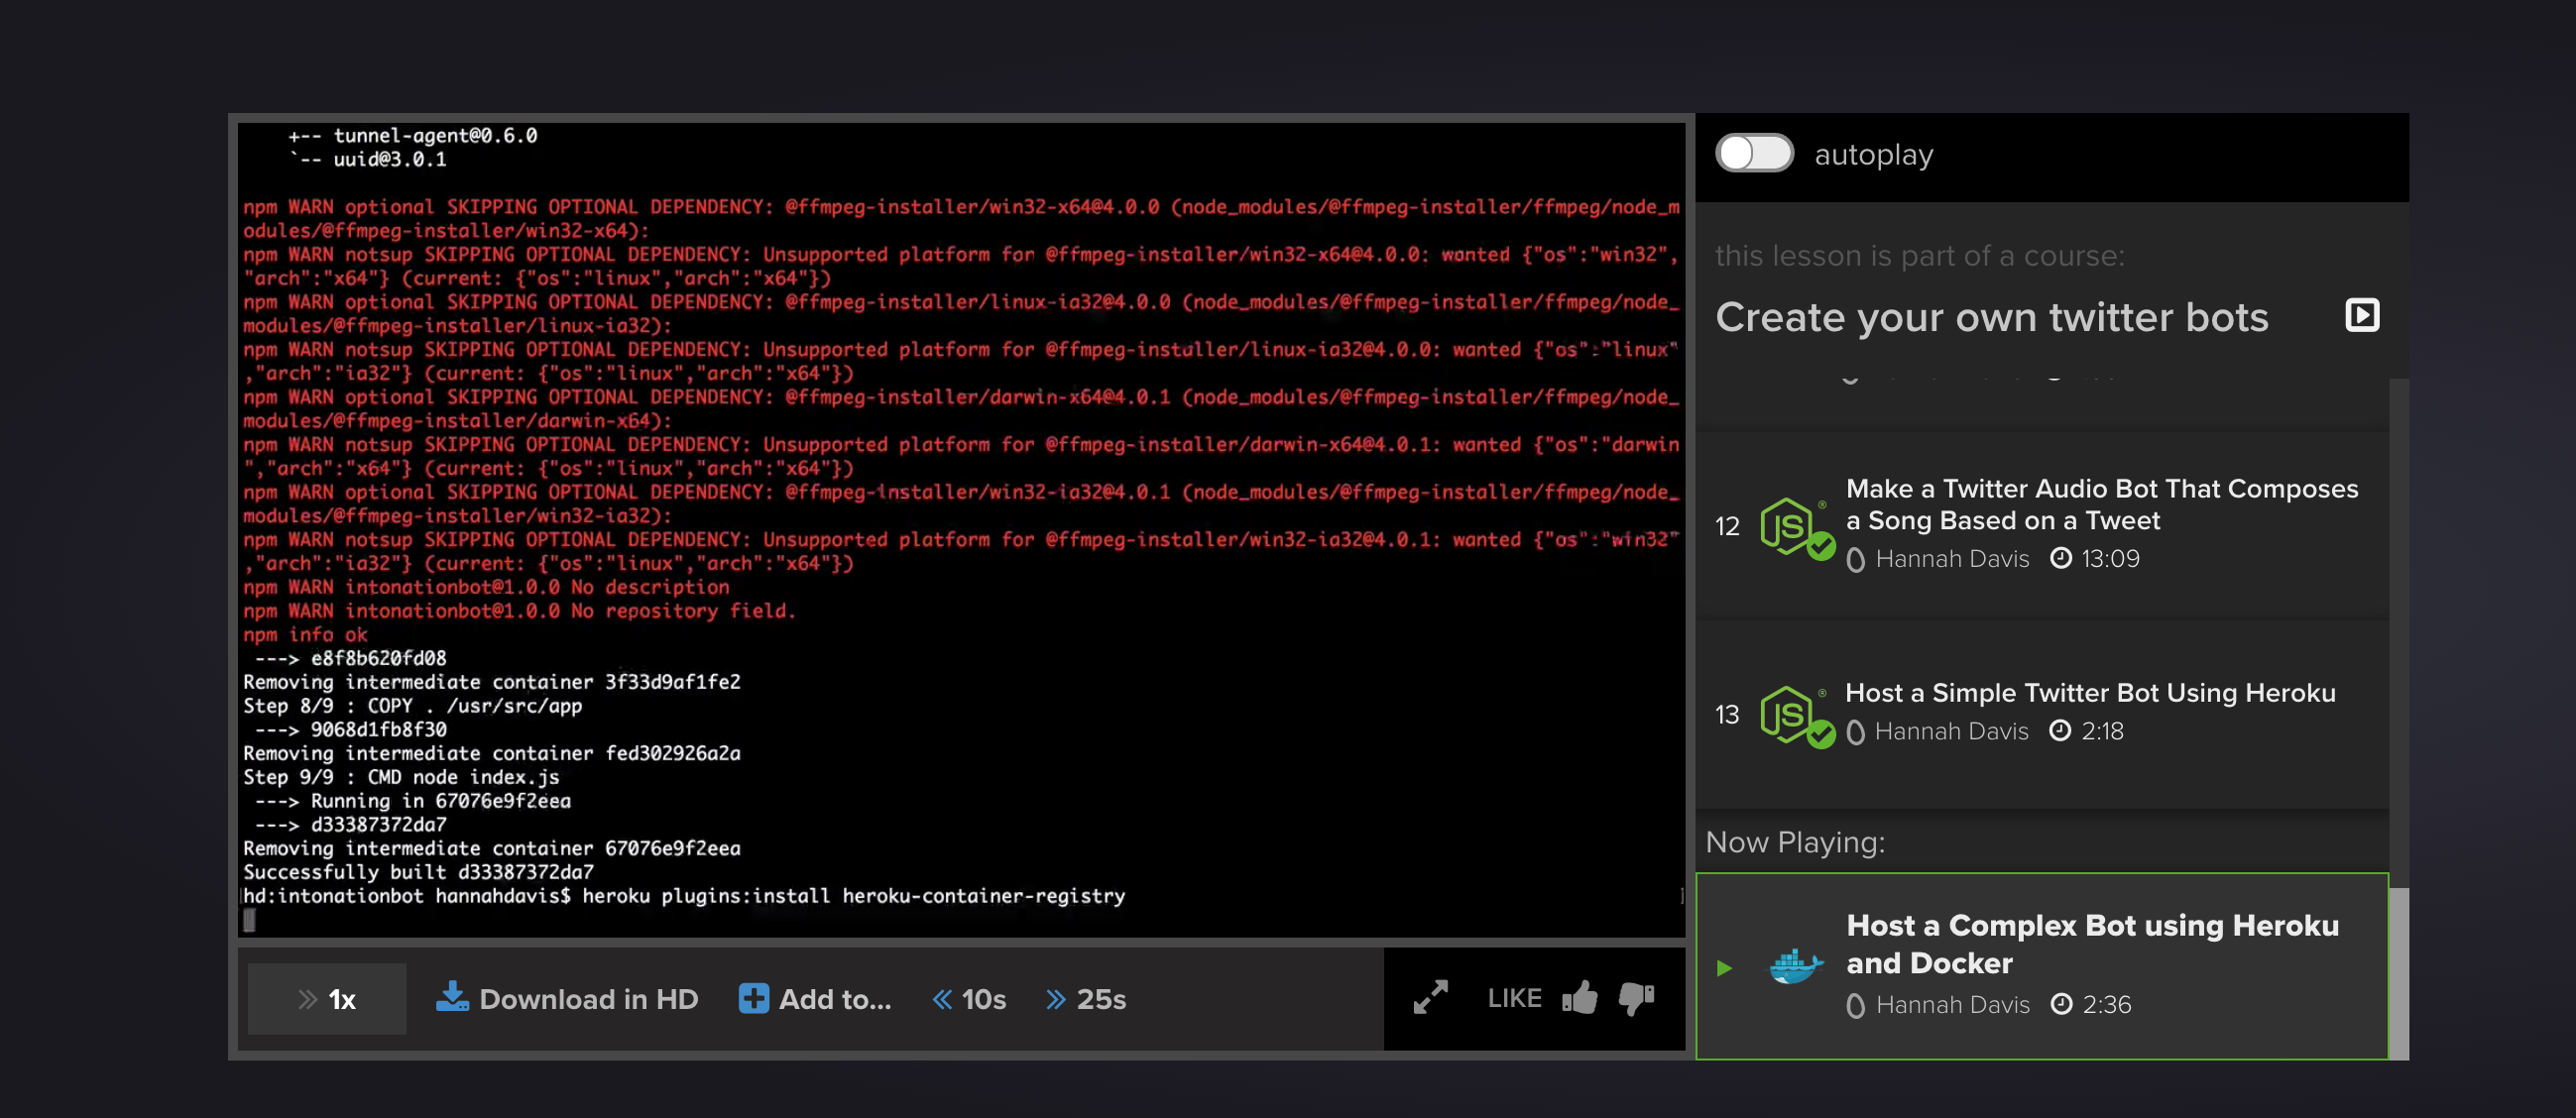 +-- tunnel-agent@0.6.0
`-- uuid@3.0.1
npm WARN optional SKIPPING OPTIONAL DEPENDENCY: @ffmpeg-installer/win32-x64@4.0.0 (node_modules/@ffmpeg-installer/ffmpeg/node_m
odules/@ffmpeg-installer/win32-x64):
npm WARN notsup SKIPPING OPTIONAL DEPENDENCY: Unsupported platform for @ffmpeg-installer/win32-x64@4.0.0: wanted {"os":"win32",
"arch":"x64"} (current: {"os":"linux","arch":"x64"})
npm WARN optional SKIPPING OPTIONAL DEPENDENCY: @ffmpeg-installer/linux-ia32@4.0.0 (node_modules/@ffmpeg-installer/ffmpeg/node_
modules/@ffmpeg-installer/linux-ia32):
npm WARN notsup SKIPPING OPTIONAL DEPENDENCY: Unsupported platform for @ffmpeg-installer/linux-ia32@4.0.0: wanted {"os":"linux"
,"arch":"ia32"} (current: {"os":"linux","arch":"x64"})
npm WARN optional SKIPPING OPTIONAL DEPENDENCY: @ffmpeg-installer/darwin-x64@4.0.1 (node_modules/@ffmpeg-installer/ffmpeg/node_
modules/@ffmpeg-installer/darwin-x64):
npm WARN notsup SKIPPING OPTIONAL DEPENDENCY: Unsupported platform for @ffmpeg-installer/darwin-x64@4.0.1: wanted {"os":"darwin
","arch":"x64"} (current: {"os":"linux","arch":"x64"})
npm WARN optional SKIPPING OPTIONAL DEPENDENCY: @ffmpeg-installer/win32-ia32@4.0.1 (node_modules/@ffmpeg-installer/ffmpeg/node_
modules/@ffmpeg-installer/win32-ia32):
npm WARN notsup SKIPPING OPTIONAL DEPENDENCY: Unsupported platform for @ffmpeg-installer/win32-ia32@4.0.1: wanted {"os":"win32"
,"arch":"ia32"} (current: {"os":"linux","arch":"x64"})
npm WARN intonationbot@1.0.0 No description
npm WARN intonationbot@1.0.0 No repository field.
npm info ok
---> e8f8b620fd08
Removing intermediate container 3f33d9af1fe2
Step 8/9 : COPY . /usr/src/app
---> 9068d1fb8f30
Removing intermediate container fed302926a2a
Step 9/9 : CMD node index.js
---> Running in 67076e9f2eea
---> d33387372da7
Removing intermediate container 67076e9f2eea
Successfully built d33387372da7
hd:intonationbot hannahdavis$ heroku plugins:install heroku-container-registry
1x
Download in HD
Add to...
10s
25s
LIKE
autoplay
this lesson is part of a course:
Create your own twitter bots
12
JS
Make a Twitter Audio Bot That Composes
a Song Based on a Tweet
Hannah Davis 13:09
13
JS
Host a Simple Twitter Bot Using Heroku
Hannah Davis 2:18
Now Playing:
Host a Complex Bot using Heroku
and Docker
Hannah Davis 2:36